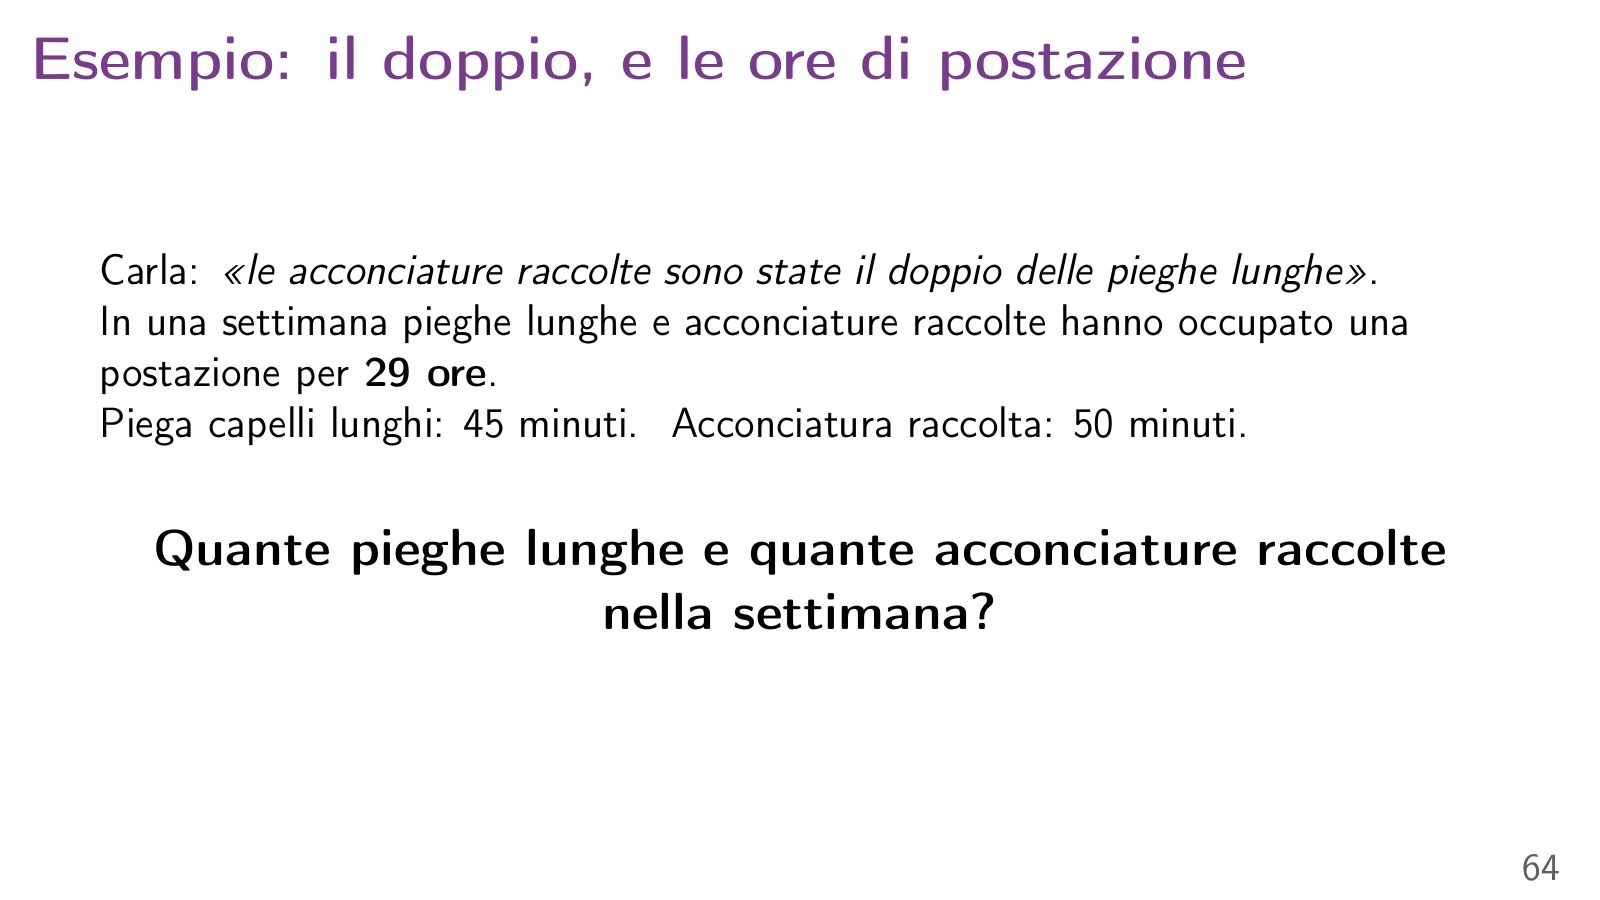 Esempio: il doppio, e le ore di postazione
Carla: «le acconciature raccolte sono state il doppio delle pieghe lunghe».
In una settimana pieghe lunghe e acconciature raccolte hanno occupato una
postazione per 29 ore.
Piega capelli lunghi: 45 minuti. Acconciatura raccolta: 50 minuti.
Quante pieghe lunghe e quante acconciature raccolte
nella settimana?
64